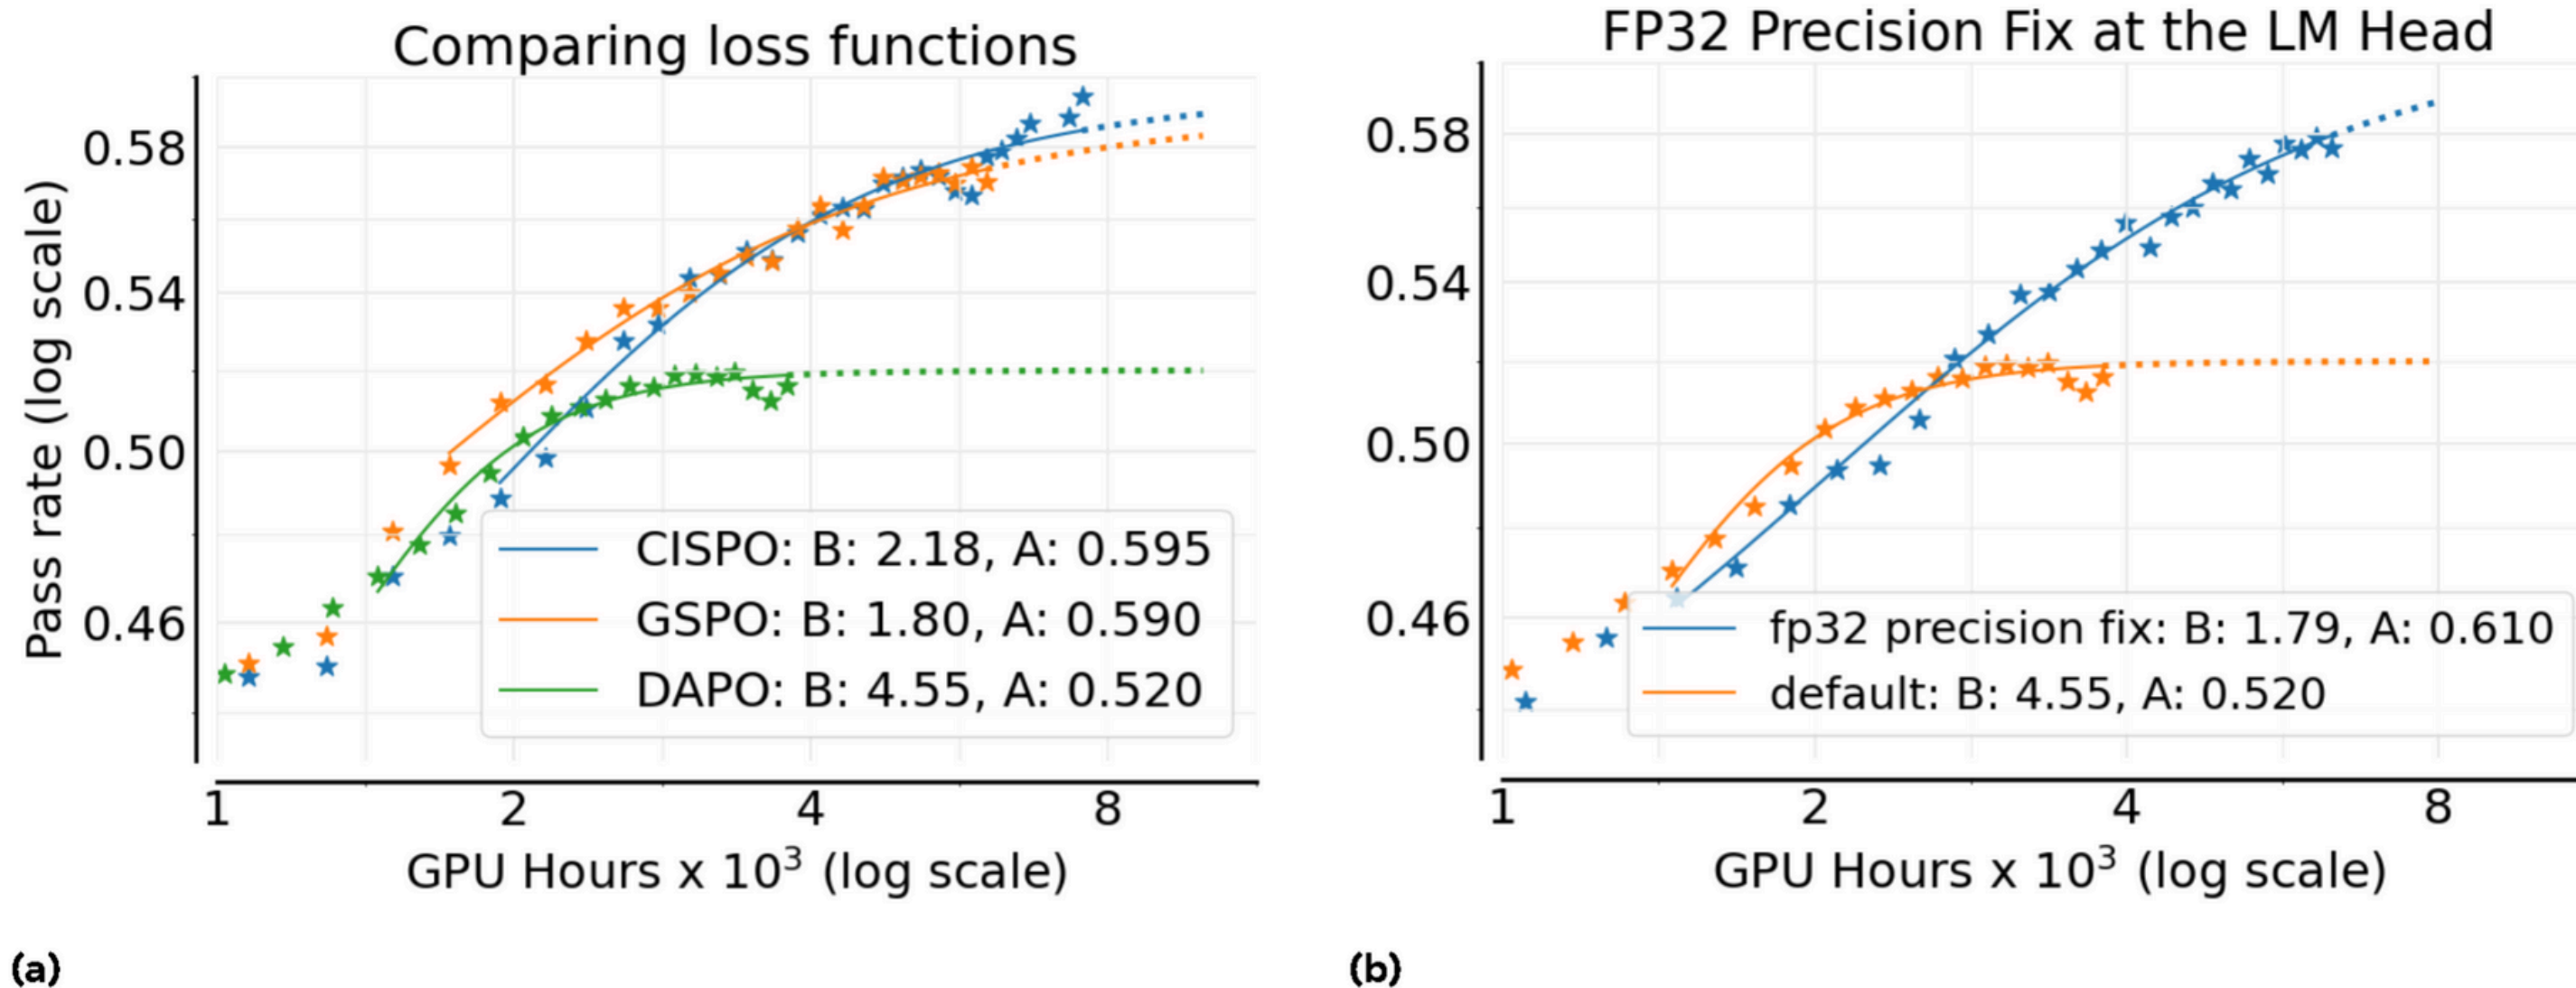 Comparing loss functions
Pass rate (log scale)
0.58
0.54
0.50
0.46
CISPO: B: 2.18, A: 0.595
GSPO: B: 1.80, A: 0.590
DAPO: B: 4.55, A: 0.520
1 2 4 8
GPU Hours x 10³ (log scale)
(a)
FP32 Precision Fix at the LM Head
0.58
0.54
0.50
0.46
fp32 precision fix: B: 1.79, A: 0.610
default: B: 4.55, A: 0.520
1 2 4 8
GPU Hours x 10³ (log scale)
(b)